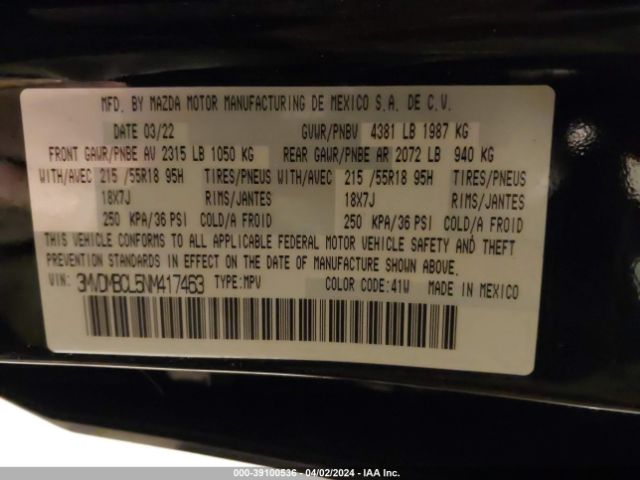 MFD. BY MAZDA MOTOR MANUFACTURING DE MEXICO S.A. DE C.V.
DATE 03/22 GVWR/PNBV 4381 LB 1987 KG
FRONT GAWR/PNBE AV 2315 LB 1050 KG REAR GAWR/PNBE AR 2072 LB 940 KG
WITH/AVEC 215 /55R18 95H TIRES/PNEUS WITH/AVEC 215 /55R18 95H TIRES/PNEUS
18X7J RIMS/JANTES 18X7J RIMS/JANTES
250 KPA/36 PSI COLD/A FROID 250 KPA/36 PSI COLD/A FROID
THIS VEHICLE CONFORMS TO ALL APPLICABLE FEDERAL MOTOR VEHICLE SAFETY AND THEFT
PREVENTION STANDARDS IN EFFECT ON THE DATE OF MANUFACTURE SHOWN ABOVE.
VIN: 3MVDMBCL5NM417463 TYPE:MPV COLOR CODE:41W MADE IN MEXICO
000-39100536 - 04/02/2024 - IAA Inc.